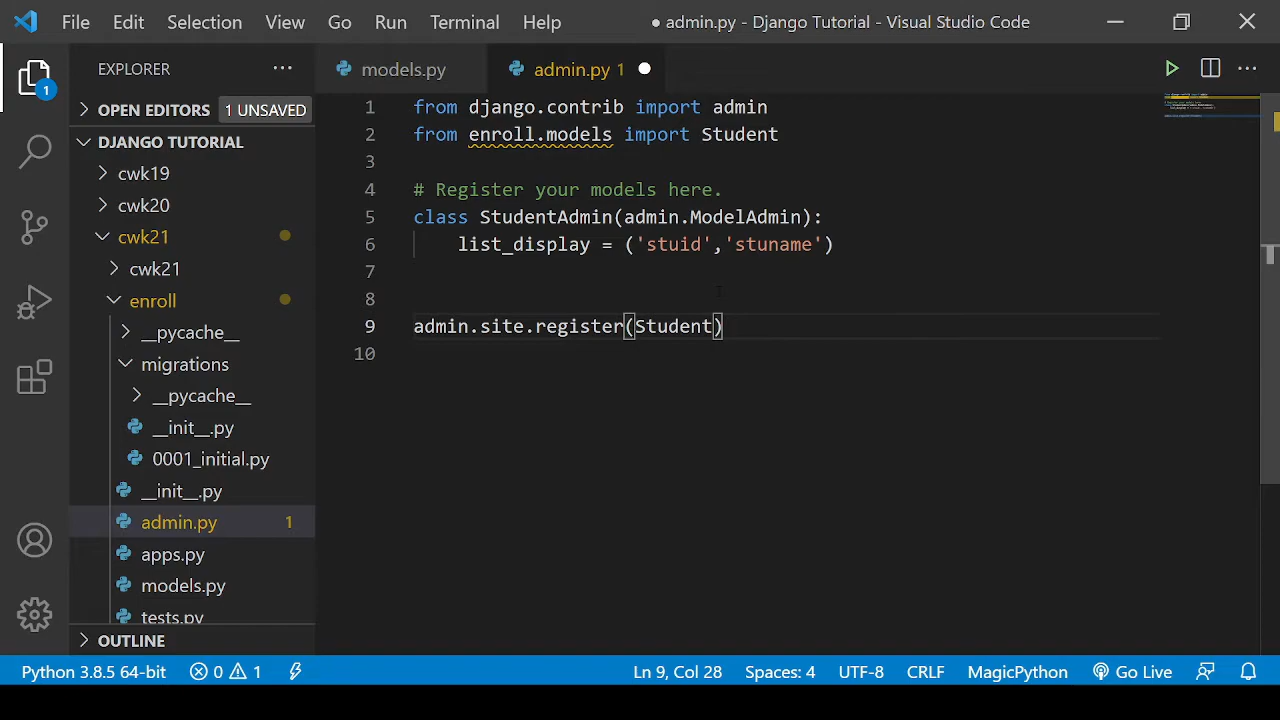 File Edit Selection View Go Run Terminal Help ● admin.py - Django Tutorial - Visual Studio Code
EXPLORER ···
models.py admin.py 1
1
OPEN EDITORS 1 UNSAVED
DJANGO TUTORIAL
cwk19
cwk20
cwk21
cwk21
enroll
__pycache__
migrations
__pycache__
__init__.py
0001_initial.py
__init__.py
admin.py 1
apps.py
models.py
tests.py
OUTLINE
1 from django.contrib import admin
2 from enroll.models import Student
3
4 # Register your models here.
5 class StudentAdmin(admin.ModelAdmin):
6 list_display = ('stuid','stuname')
7
8
9 admin.site.register(Student)
10
Python 3.8.5 64-bit 0 1 Ln 9, Col 28 Spaces: 4 UTF-8 CRLF MagicPython Go Live